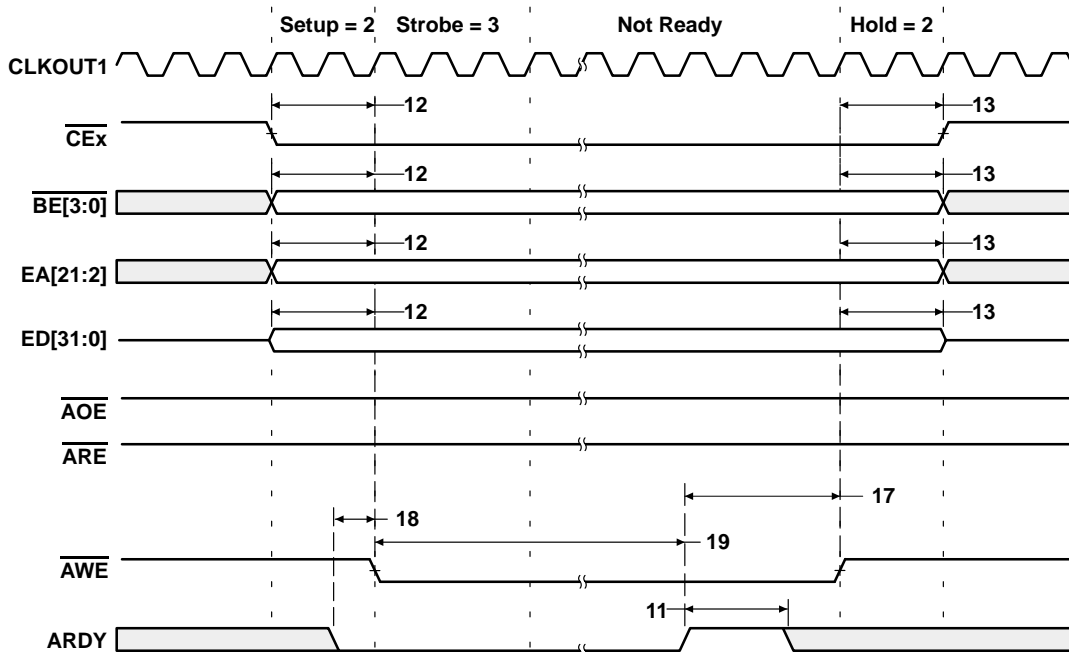 Setup = 2 Strobe = 3 Not Ready Hold = 2
CLKOUT1
12 13
CEx
12 13
BE[3:0]
12 13
EA[21:2]
12 13
ED[31:0]
AOE
ARE
17
18
19
AWE
11
ARDY